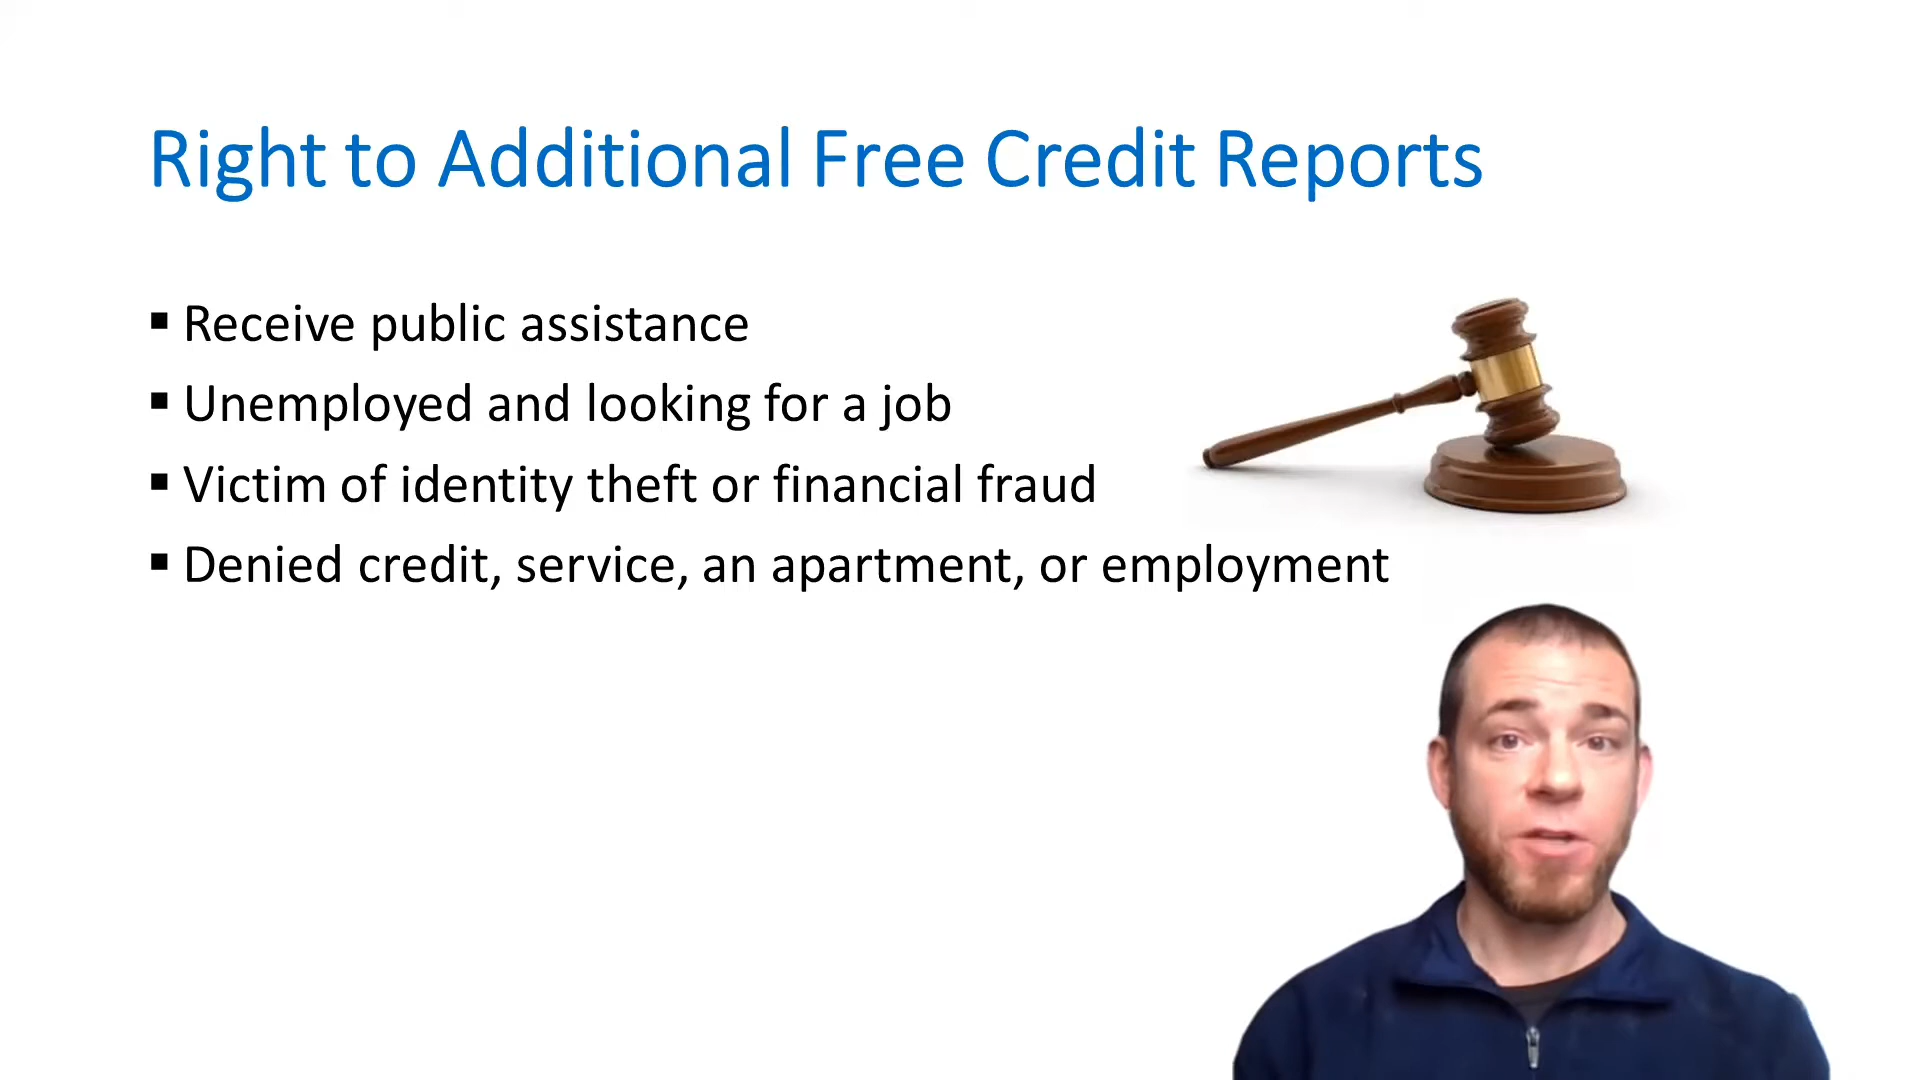 Right to Additional Free Credit Reports
▪ Receive public assistance
▪ Unemployed and looking for a job
▪ Victim of identity theft or financial fraud
▪ Denied credit, service, an apartment, or employment